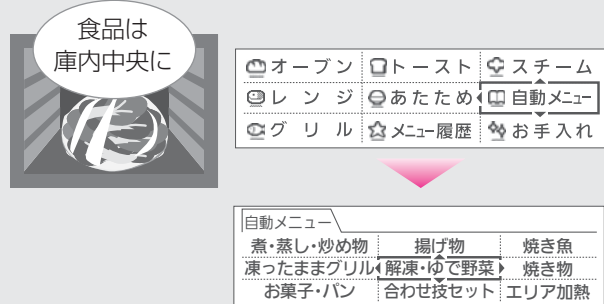 食品は
庫内中央に
オーブン トースト スチーム
レンジ あたため 自動メニュー
グリル メニュー履歴 お手入れ
自動メニュー
煮・蒸し・炒め物 揚げ物 焼き魚
凍ったままグリル 解凍・ゆで野菜 焼き物
お菓子・パン 合わせ技セット エリア加熱